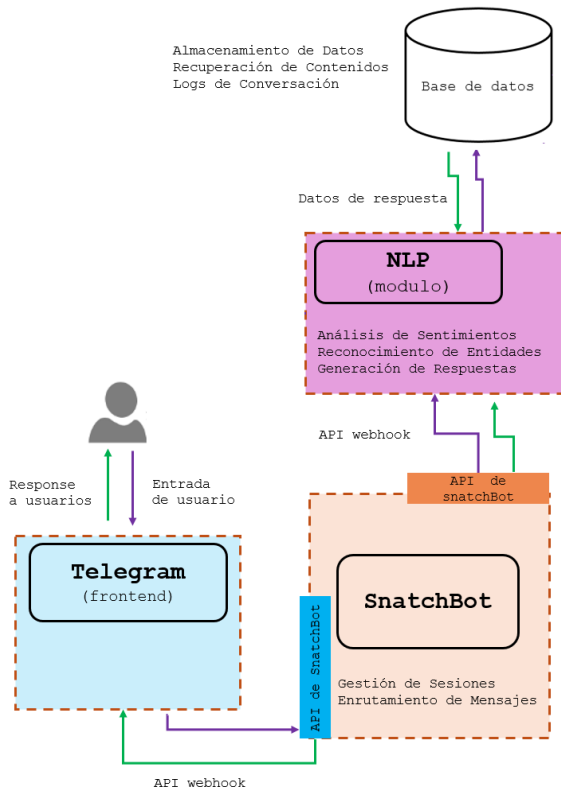 Almacenamiento de Datos
Recuperación de Contenidos
Logs de Conversación
Base de datos
Datos de respuesta
NLP
(modulo)
Análisis de Sentimientos
Reconocimiento de Entidades
Generación de Respuestas
API webhook
Response
a usuarios
Entrada
de usuario
API de
snatchBot
Telegram
(frontend)
SnatchBot
API de SnatchBot
Gestión de Sesiones
Enrutamiento de Mensajes
API webhook